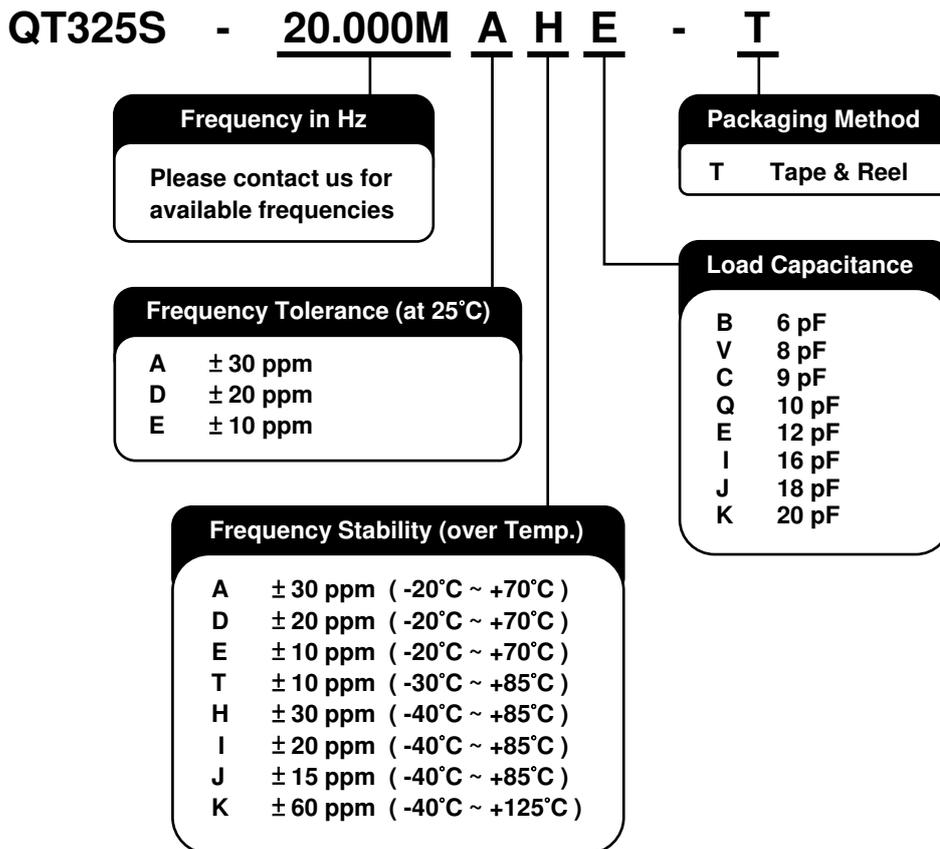 QT325S - 20.000M A H E - T
Frequency in Hz
Please contact us for
available frequencies
Packaging Method
T Tape & Reel
Frequency Tolerance (at 25°C)
A ± 30 ppm
D ± 20 ppm
E ± 10 ppm
Load Capacitance
B 6 pF
V 8 pF
C 9 pF
Q 10 pF
E 12 pF
I 16 pF
J 18 pF
K 20 pF
Frequency Stability (over Temp.)
A ± 30 ppm ( -20°C ~ +70°C )
D ± 20 ppm ( -20°C ~ +70°C )
E ± 10 ppm ( -20°C ~ +70°C )
T ± 10 ppm ( -30°C ~ +85°C )
H ± 30 ppm ( -40°C ~ +85°C )
I ± 20 ppm ( -40°C ~ +85°C )
J ± 15 ppm ( -40°C ~ +85°C )
K ± 60 ppm ( -40°C ~ +125°C )